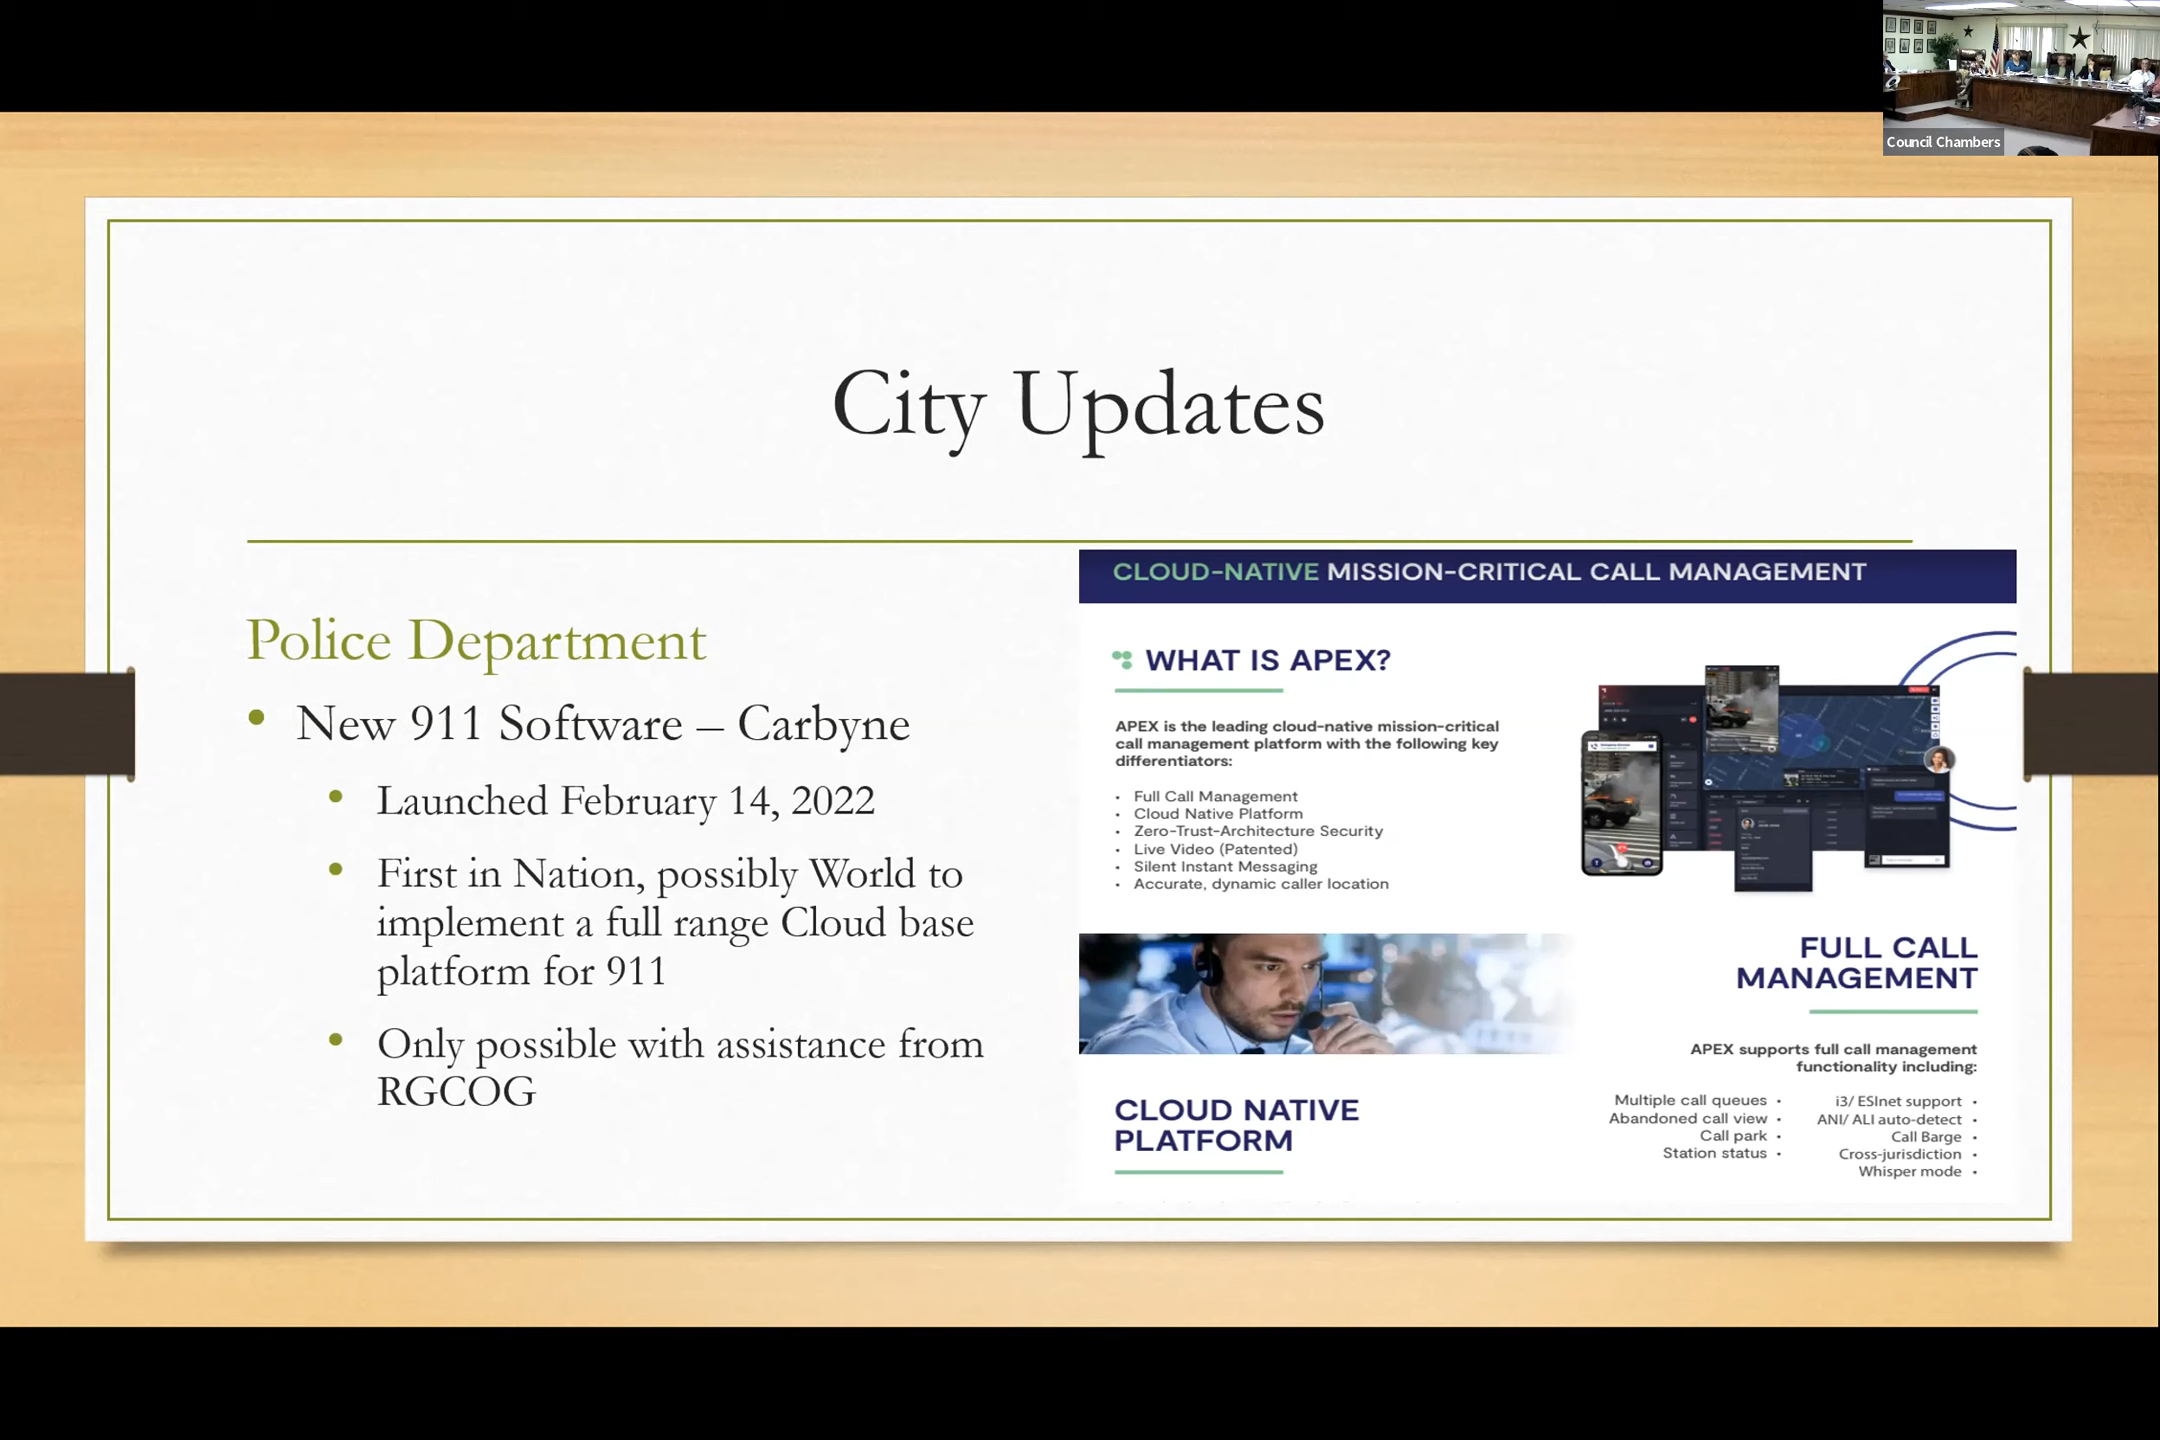 Council Chambers
City Updates
Police Department
• New 911 Software – Carbyne
• Launched February 14, 2022
• First in Nation, possibly World to
implement a full range Cloud base
platform for 911
• Only possible with assistance from
RGCOG
CLOUD-NATIVE MISSION-CRITICAL CALL MANAGEMENT
WHAT IS APEX?
APEX is the leading cloud-native mission-critical
call management platform with the following key
differentiators:
• Full Call Management
• Cloud Native Platform
• Zero-Trust-Architecture Security
• Live Video (Patented)
• Silent Instant Messaging
• Accurate, dynamic caller location
FULL CALL
MANAGEMENT
APEX supports full call management
functionality including:
Multiple call queues •
Abandoned call view •
Call park •
Station status •
i3/ ESInet support •
ANI/ ALI auto-detect •
Call Barge •
Cross-jurisdiction •
Whisper mode •
CLOUD NATIVE
PLATFORM